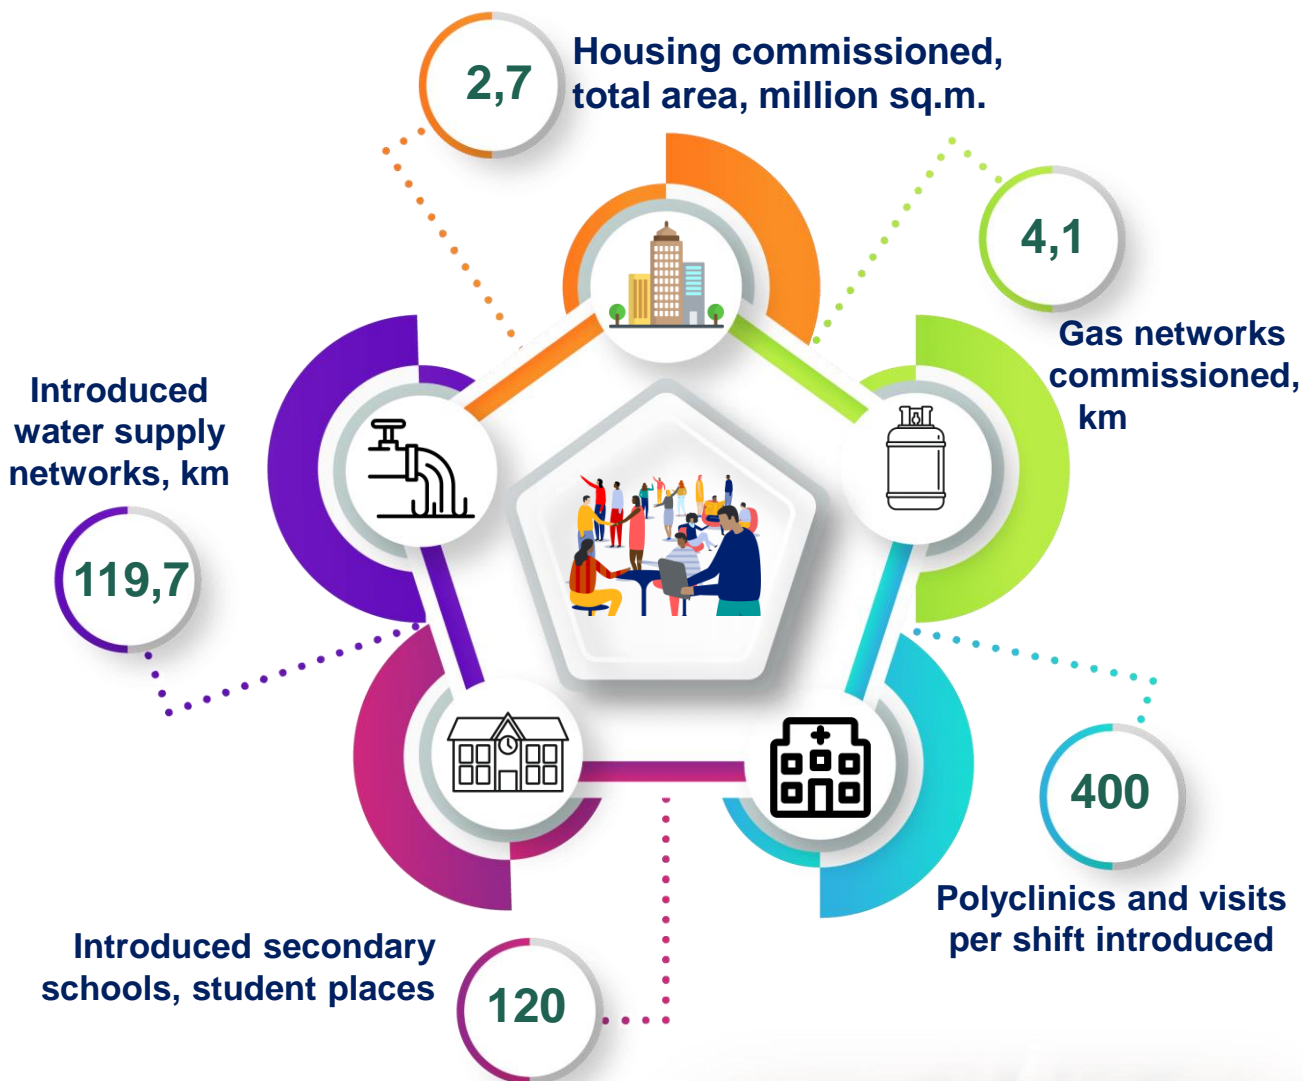 2,7
Housing commissioned,
total area, million sq.m.
4,1
Gas networks
commissioned,
km
Introduced
water supply
networks, km
119,7
400
Polyclinics and visits
per shift introduced
Introduced secondary
schools, student places
120